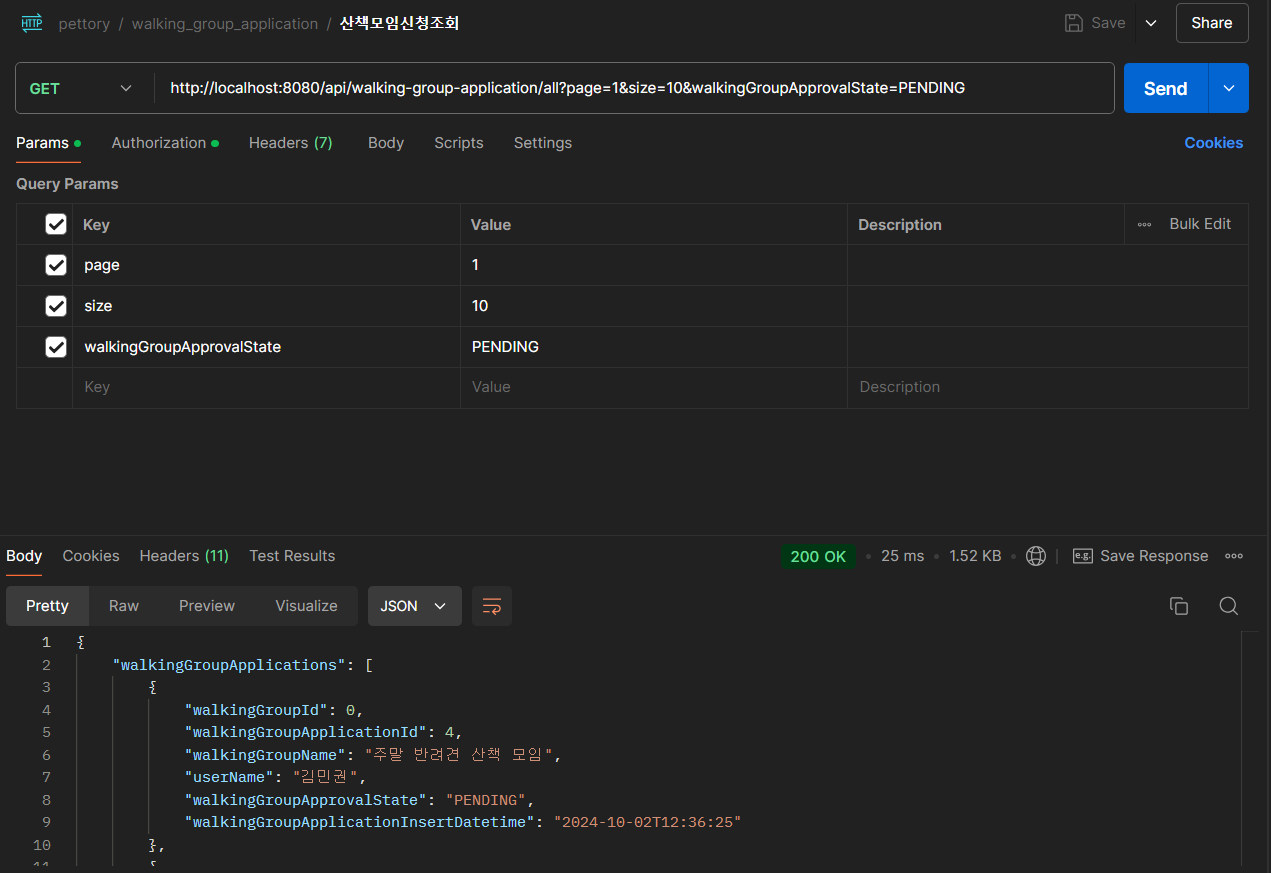 HTTP pettory / walking_group_application / 산책모임신청조회 Save Share
GET http://localhost:8080/api/walking-group-application/all?page=1&size=10&walkingGroupApprovalState=PENDING Send
Params Authorization Headers (7) Body Scripts Settings Cookies
Query Params
Key Value Description Bulk Edit
page 1
size 10
walkingGroupApprovalState PENDING
Key Value Description
Body Cookies Headers (11) Test Results 200 OK 25 ms 1.52 KB e.g. Save Response
Pretty Raw Preview Visualize JSON
1 {
2 "walkingGroupApplications": [
3 {
4 "walkingGroupId": 0,
5 "walkingGroupApplicationId": 4,
6 "walkingGroupName": "주말 반려견 산책 모임",
7 "userName": "김민권",
8 "walkingGroupApprovalState": "PENDING",
9 "walkingGroupApplicationInsertDatetime": "2024-10-02T12:36:25"
10 },
11 {